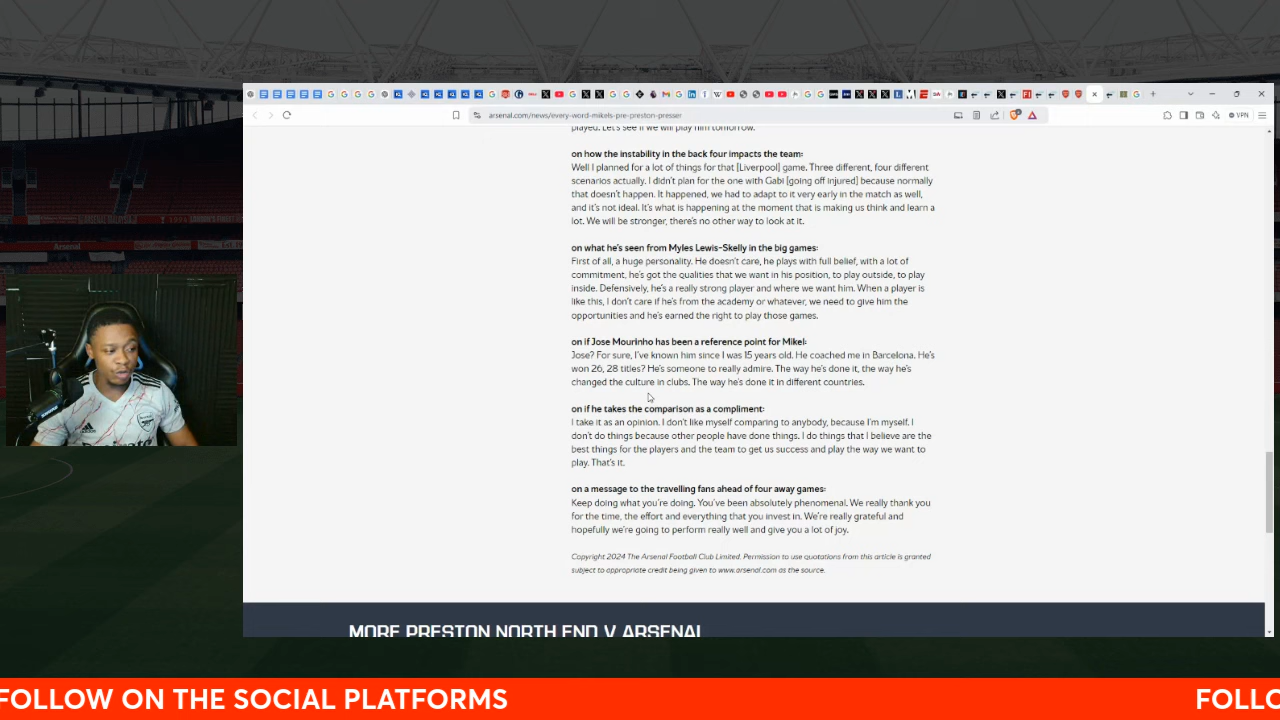 arsenal.com/news/every-word-mikels-pre-preston-presser
VPN
played. Let's see if we will play him tomorrow.
on how the instability in the back four impacts the team:
Well I planned for a lot of things for that [Liverpool] game. Three different, four different
scenarios actually. I didn't plan for the one with Gabi [going off injured] because normally
that doesn't happen. It happened, we had to adapt to it very early in the match as well,
and it's not ideal. It's what is happening at the moment that is making us think and learn a
lot. We will be stronger, there's no other way to look at it.
on what he's seen from Myles Lewis-Skelly in the big games:
First of all, a huge personality. He doesn't care, he plays with full belief, with a lot of
commitment, he's got the qualities that we want in his position, to play outside, to play
inside. Defensively, he's a really strong player and where we want him. When a player is
like this, I don't care if he's from the academy or whatever, we need to give him the
opportunities and he's earned the right to play those games.
on if Jose Mourinho has been a reference point for Mikel:
Jose? For sure, I've known him since I was 15 years old. He coached me in Barcelona. He's
won 26, 28 titles? He's someone to really admire. The way he's done it, the way he's
changed the culture in clubs. The way he's done it in different countries.
on if he takes the comparison as a compliment:
I take it as an opinion. I don't like myself comparing to anybody, because I'm myself. I
don't do things because other people have done things. I do things that I believe are the
best things for the players and the team to get us success and play the way we want to
play. That's it.
on a message to the travelling fans ahead of four away games:
Keep doing what you're doing. You've been absolutely phenomenal. We really thank you
for the time, the effort and everything that you invest in. We're really grateful and
hopefully we're going to perform really well and give you a lot of joy.
Copyright 2024 The Arsenal Football Club Limited. Permission to use quotations from this article is granted
subject to appropriate credit being given to www.arsenal.com as the source.
MORE PRESTON NORTH END V ARSENAL
Arsenal
FOLLOW ON THE SOCIAL PLATFORMS
FOLLO